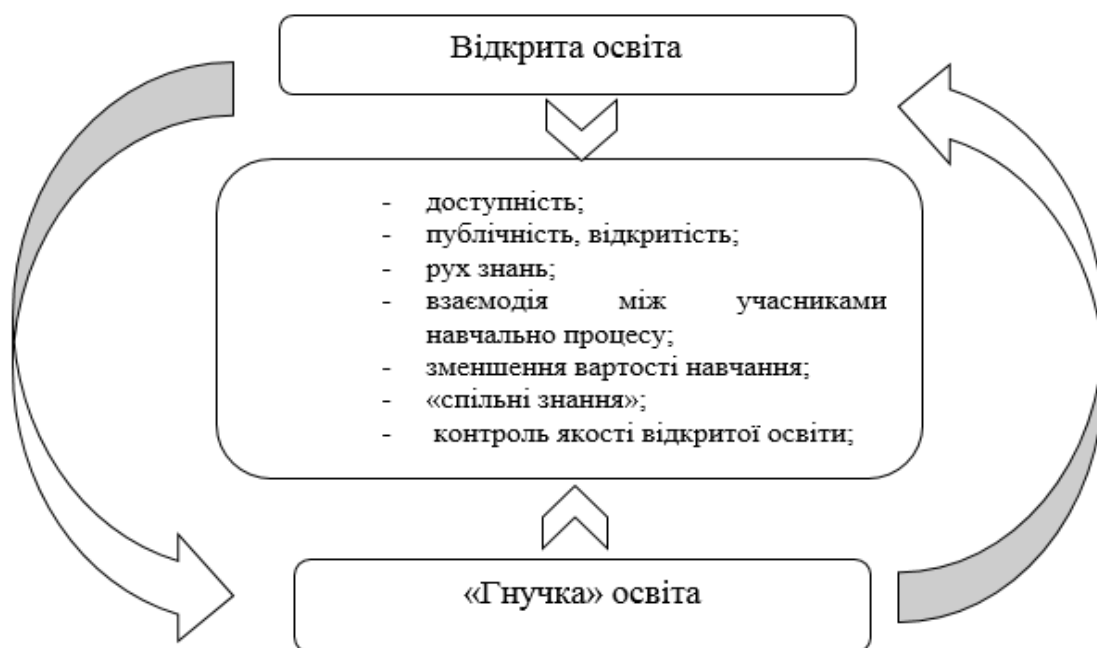 Відкрита освіта
- доступність;
- публічність, відкритість;
- рух знань;
- взаємодія між учасниками
навчально процесу;
- зменшення вартості навчання;
- «спільні знання»;
- контроль якості відкритої освіти;
«Гнучка» освіта